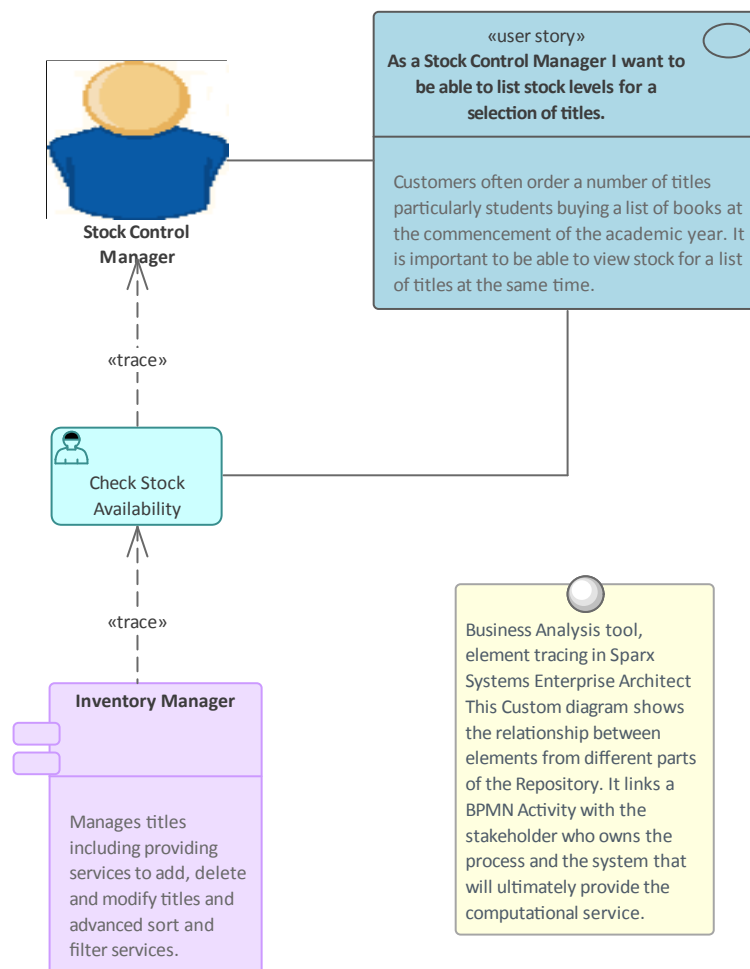 «user story»
As a Stock Control Manager I want to
be able to list stock levels for a
selection of titles.
Customers often order a number of titles
particularly students buying a list of books at
the commencement of the academic year. It
is important to be able to view stock for a list
of titles at the same time.
Stock Control
Manager
«trace»
Check Stock
Availability
«trace»
Inventory Manager
Manages titles
including providing
services to add, delete
and modify titles and
advanced sort and
filter services.
Business Analysis tool,
element tracing in Sparx
Systems Enterprise Architect
This Custom diagram shows
the relationship between
elements from different parts
of the Repository. It links a
BPMN Activity with the
stakeholder who owns the
process and the system that
will ultimately provide the
computational service.